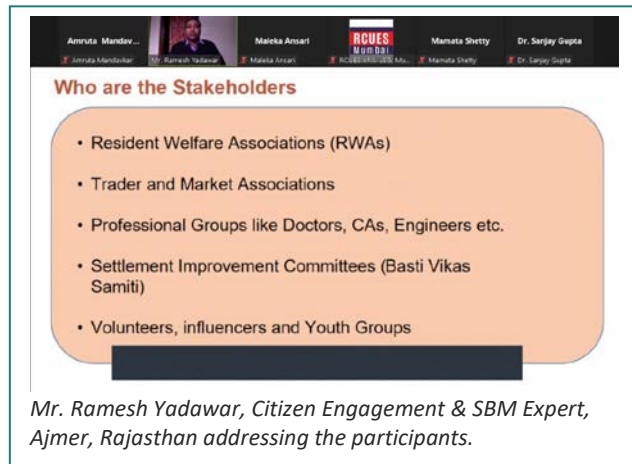 Amruta Mandav...
Maleka Ansari
RCUES
Mumbai
Mamata Shetty
Dr. Sanjay Gupta
Amruta Mandavkar
Mr. Ramesh Yadawar
Maleka Ansari
Mamata Shetty
Dr. Sanjay Gupta
Who are the Stakeholders
• Resident Welfare Associations (RWAs)
• Trader and Market Associations
• Professional Groups like Doctors, CAs, Engineers etc.
• Settlement Improvement Committees (Basti Vikas
Samiti)
• Volunteers, influencers and Youth Groups
Mr. Ramesh Yadawar, Citizen Engagement & SBM Expert,
Ajmer, Rajasthan addressing the participants.